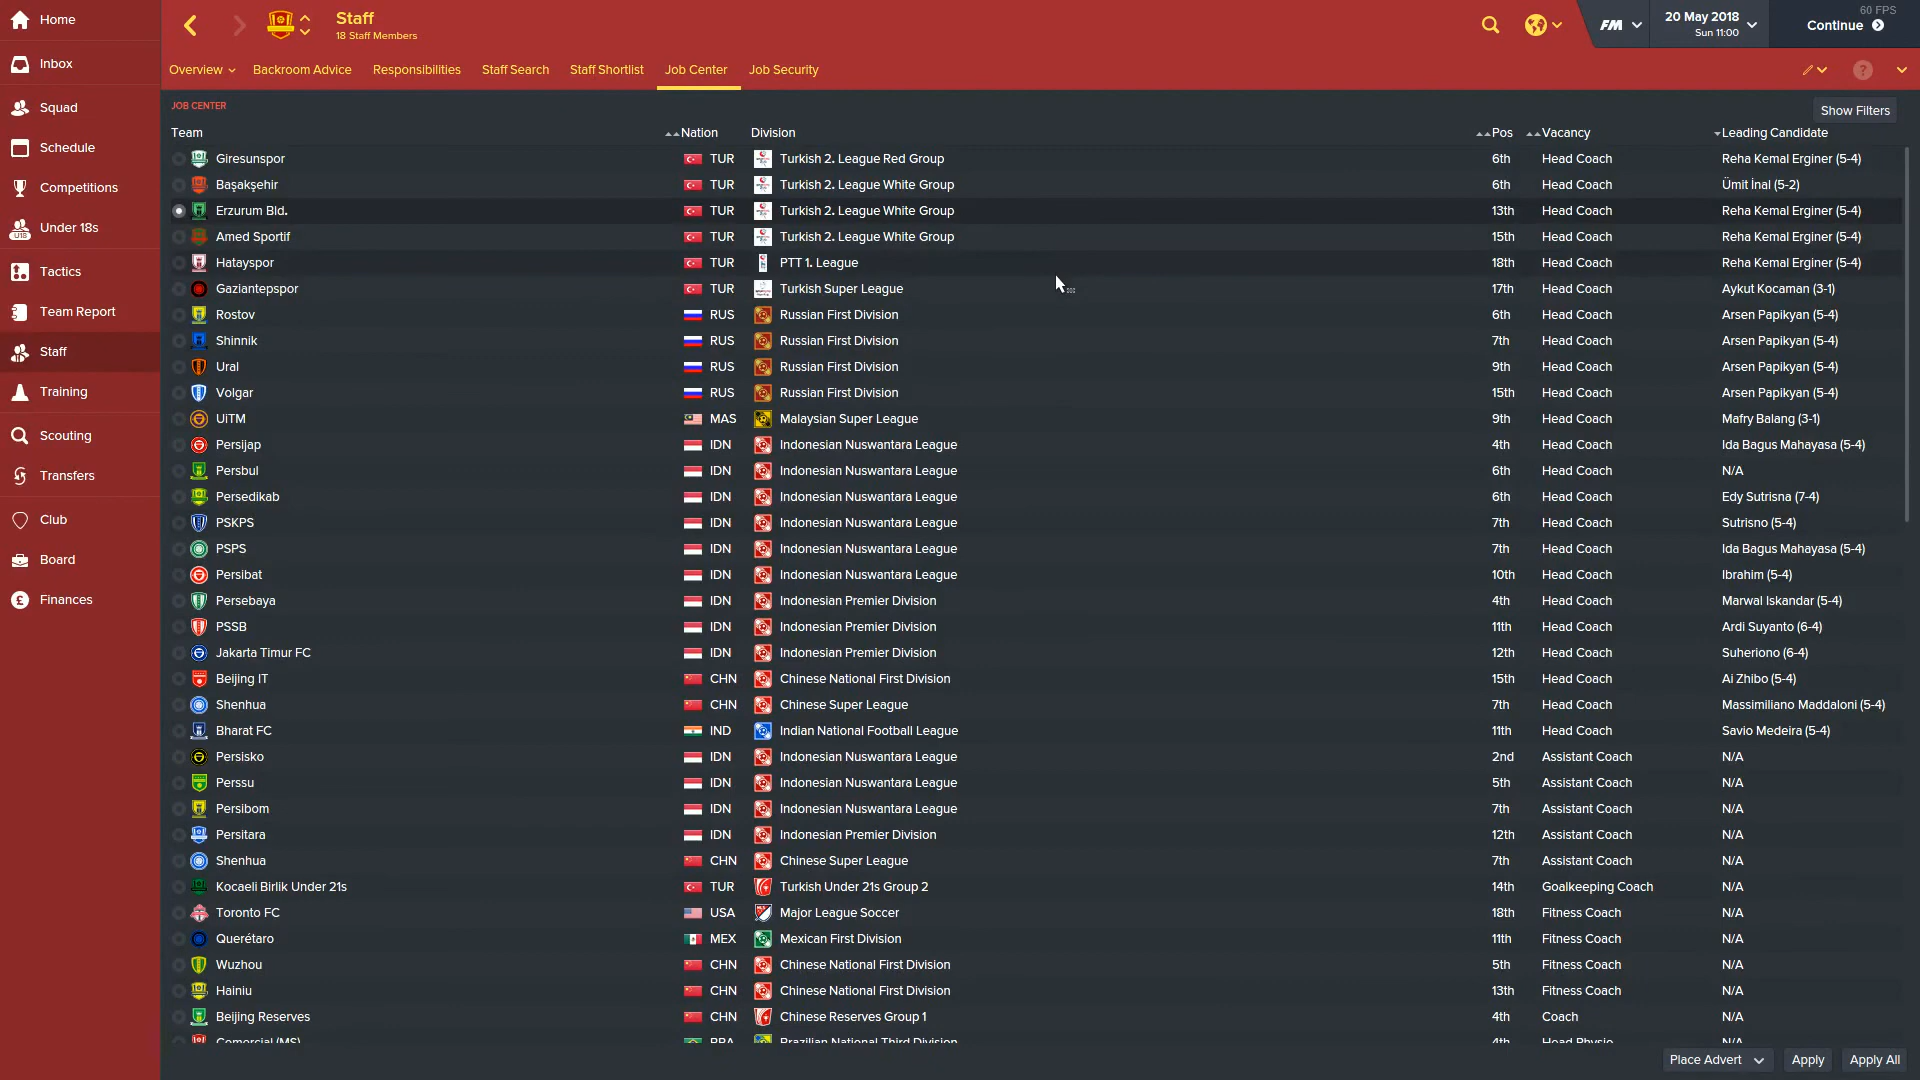 Home
Inbox
Squad
Schedule
Competitions
Under 18s
Tactics
Team Report
Staff
Training
Scouting
Transfers
Club
Board
Finances
Staff
18 Staff Members
FM
20 May 2018
Sun 11:00
60 FPS
Continue
Overview Backroom Advice Responsibilities Staff Search Staff Shortlist Job Center Job Security
JOB CENTER
Show Filters
Team Nation Division Pos Vacancy Leading Candidate
Giresunspor TUR Turkish 2. League Red Group 6th Head Coach Reha Kemal Erginer (5-4)
Başakşehir TUR Turkish 2. League White Group 6th Head Coach Ümit İnal (5-2)
Erzurum Bld. TUR Turkish 2. League White Group 13th Head Coach Reha Kemal Erginer (5-4)
Amed Sportif TUR Turkish 2. League White Group 15th Head Coach Reha Kemal Erginer (5-4)
Hatayspor TUR PTT 1. League 18th Head Coach Reha Kemal Erginer (5-4)
Gaziantepspor TUR Turkish Super League 17th Head Coach Aykut Kocaman (3-1)
Rostov RUS Russian First Division 6th Head Coach Arsen Papikyan (5-4)
Shinnik RUS Russian First Division 7th Head Coach Arsen Papikyan (5-4)
Ural RUS Russian First Division 9th Head Coach Arsen Papikyan (5-4)
Volgar RUS Russian First Division 15th Head Coach Arsen Papikyan (5-4)
UiTM MAS Malaysian Super League 9th Head Coach Mafry Balang (3-1)
Persijap IDN Indonesian Nuswantara League 4th Head Coach Ida Bagus Mahayasa (5-4)
Persbul IDN Indonesian Nuswantara League 6th Head Coach N/A
Persedikab IDN Indonesian Nuswantara League 6th Head Coach Edy Sutrisna (7-4)
PSKPS IDN Indonesian Nuswantara League 7th Head Coach Sutrisno (5-4)
PSPS IDN Indonesian Nuswantara League 7th Head Coach Ida Bagus Mahayasa (5-4)
Persibat IDN Indonesian Nuswantara League 10th Head Coach Ibrahim (5-4)
Persebaya IDN Indonesian Premier Division 4th Head Coach Marwal Iskandar (5-4)
PSSB IDN Indonesian Premier Division 11th Head Coach Ardi Suyanto (6-4)
Jakarta Timur FC IDN Indonesian Premier Division 12th Head Coach Suheriono (6-4)
Beijing IT CHN Chinese National First Division 15th Head Coach Ai Zhibo (5-4)
Shenhua CHN Chinese Super League 7th Head Coach Massimiliano Maddaloni (5-4)
Bharat FC IND Indian National Football League 11th Head Coach Savio Medeira (5-4)
Persisko IDN Indonesian Nuswantara League 2nd Assistant Coach N/A
Perssu IDN Indonesian Nuswantara League 5th Assistant Coach N/A
Persibom IDN Indonesian Nuswantara League 7th Assistant Coach N/A
Persitara IDN Indonesian Premier Division 12th Assistant Coach N/A
Shenhua CHN Chinese Super League 7th Assistant Coach N/A
Kocaeli Birlik Under 21s TUR Turkish Under 21s Group 2 14th Goalkeeping Coach N/A
Toronto FC USA Major League Soccer 18th Fitness Coach N/A
Querétaro MEX Mexican First Division 11th Fitness Coach N/A
Wuzhou CHN Chinese National First Division 5th Fitness Coach N/A
Hainiu CHN Chinese National First Division 13th Fitness Coach N/A
Beijing Reserves CHN Chinese Reserves Group 1 4th Coach N/A
Comercial (MS) BRA Brazilian National Third Division 4th Head Physio N/A
Place Advert Apply Apply All